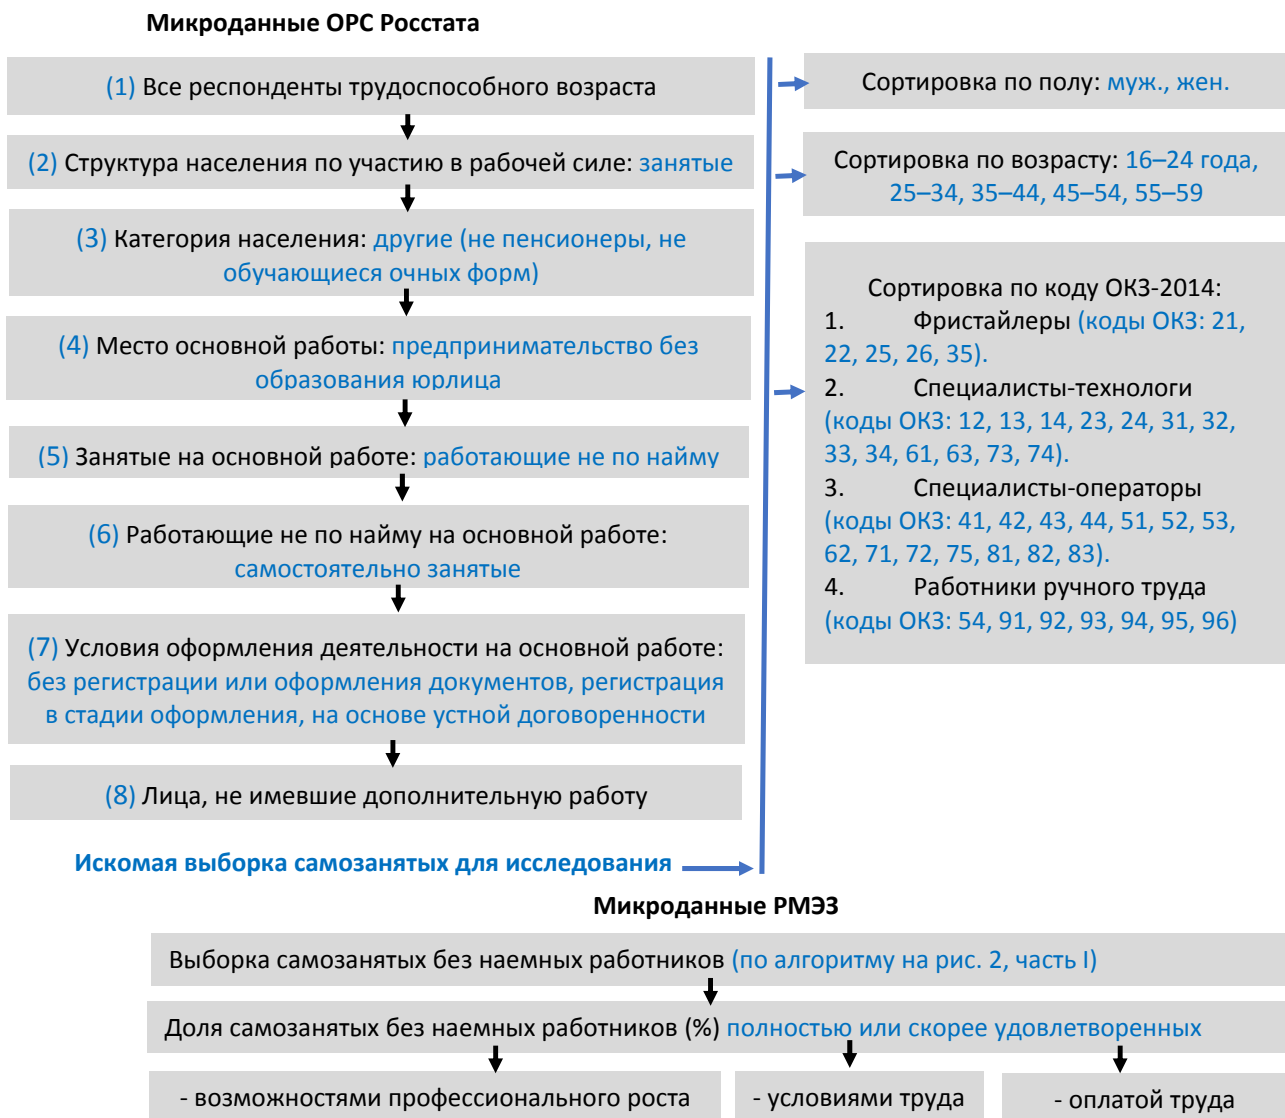 Микроданные ОРС Росстата
(1) Все респонденты трудоспособного возраста
(2) Структура населения по участию в рабочей силе: занятые
(3) Категория населения: другие (не пенсионеры, не
обучающиеся очных форм)
(4) Место основной работы: предпринимательство без
образования юрлица
(5) Занятые на основной работе: работающие не по найму
(6) Работающие не по найму на основной работе:
самостоятельно занятые
(7) Условия оформления деятельности на основной работе:
без регистрации или оформления документов, регистрация
в стадии оформления, на основе устной договоренности
(8) Лица, не имевшие дополнительную работу
Искомая выборка самозанятых для исследования
Сортировка по полу: муж., жен.
Сортировка по возрасту: 16–24 года,
25–34, 35–44, 45–54, 55–59
Сортировка по коду ОКЗ-2014:
1. Фристайлеры (коды ОКЗ: 21,
22, 25, 26, 35).
2. Специалисты-технологи
(коды ОКЗ: 12, 13, 14, 23, 24, 31, 32,
33, 34, 61, 63, 73, 74).
3. Специалисты-операторы
(коды ОКЗ: 41, 42, 43, 44, 51, 52, 53,
62, 71, 72, 75, 81, 82, 83).
4. Работники ручного труда
(коды ОКЗ: 54, 91, 92, 93, 94, 95, 96)
Микроданные РМЭЗ
Выборка самозанятых без наемных работников (по алгоритму на рис. 2, часть I)
Доля самозанятых без наемных работников (%) полностью или скорее удовлетворенных
- возможностями профессионального роста
- условиями труда
- оплатой труда